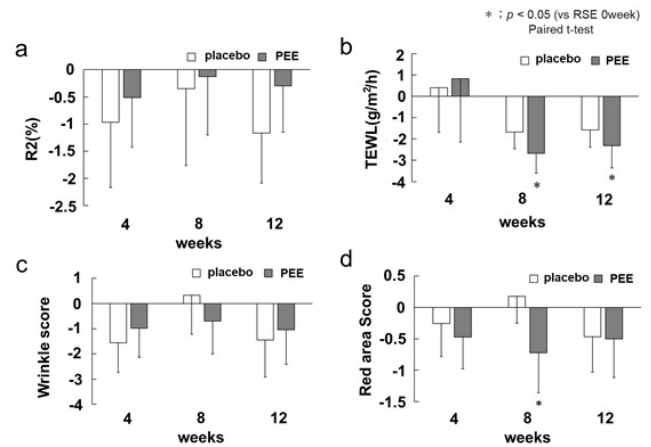 * ; p < 0.05 (vs RSE 0week)
Paired t-test
a
placebo PEE
0
-0.5
-1
-1.5
-2
-2.5
R2(%)
4 8 12
weeks
b
placebo PEE
2
1
0
-1
-2
-3
-4
TEWL(g/m²/h)
* *
4 8 12
weeks
c
placebo PEE
1
0
-1
-2
-3
-4
Wrinkle score
4 8 12
weeks
d
placebo PEE
0.5
0
-0.5
-1
-1.5
Red area Score
*
4 8 12
weeks